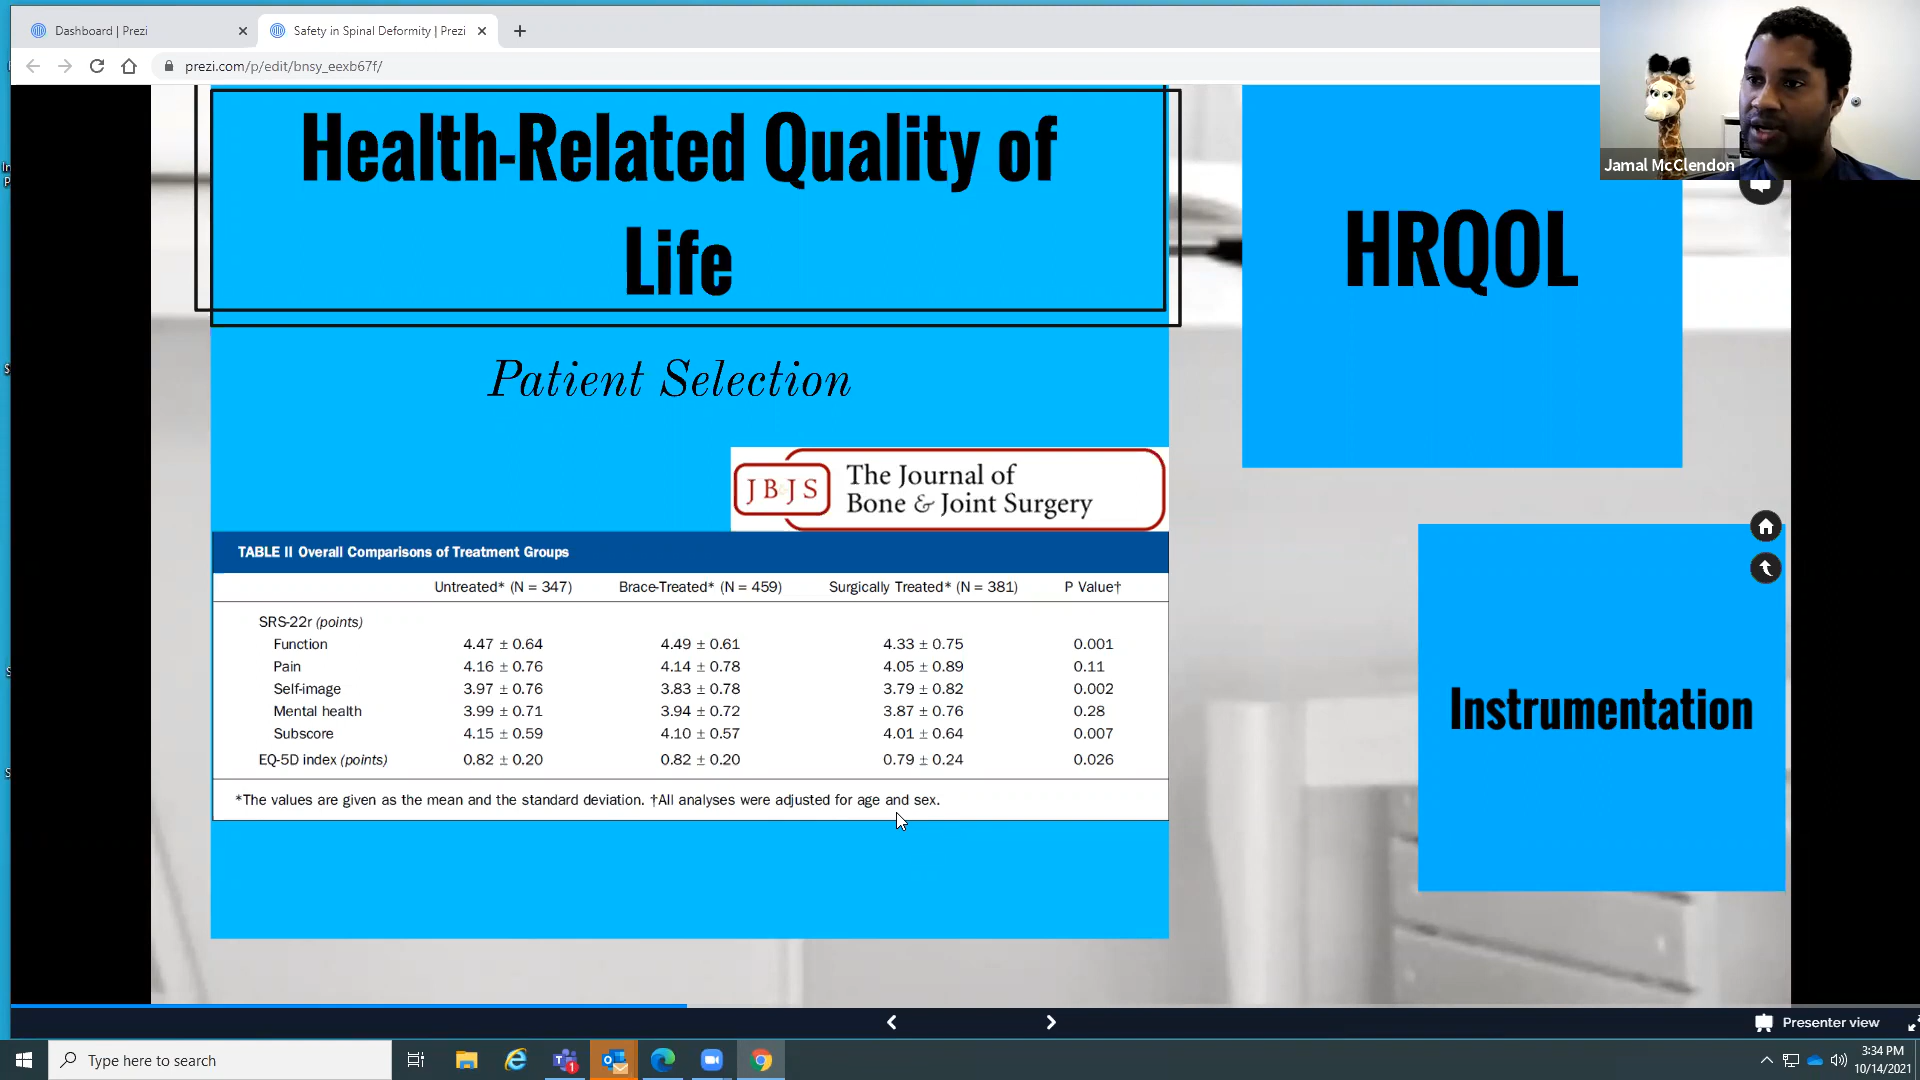 Dashboard | Prezi
Safety in Spinal Deformity | Prezi
prezi.com/p/edit/bnsy_eexb67f/
Jamal McClendon
Health-Related Quality of
Life
Patient Selection
HRQOL
JBJS
The Journal of
Bone & Joint Surgery
TABLE II Overall Comparisons of Treatment Groups
Untreated* (N = 347) Brace-Treated* (N = 459) Surgically Treated* (N = 381) P Value†
SRS-22r (points)
Function 4.47 ± 0.64 4.49 ± 0.61 4.33 ± 0.75 0.001
Pain 4.16 ± 0.76 4.14 ± 0.78 4.05 ± 0.89 0.11
Self-image 3.97 ± 0.76 3.83 ± 0.78 3.79 ± 0.82 0.002
Mental health 3.99 ± 0.71 3.94 ± 0.72 3.87 ± 0.76 0.28
Subscore 4.15 ± 0.59 4.10 ± 0.57 4.01 ± 0.64 0.007
EQ-5D index (points) 0.82 ± 0.20 0.82 ± 0.20 0.79 ± 0.24 0.026
*The values are given as the mean and the standard deviation. †All analyses were adjusted for age and sex.
Instrumentation
Presenter view
Type here to search
3:34 PM
10/14/2021